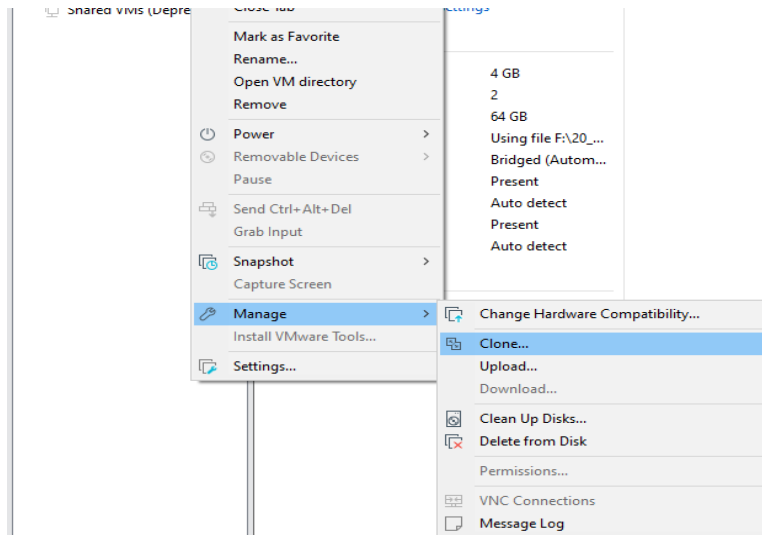 Shared VMs (Depre
Close Tab
Mark as Favorite
Rename...
Open VM directory
Remove
Power
Removable Devices
Pause
Send Ctrl+Alt+Del
Grab Input
Snapshot
Capture Screen
Manage
Install VMware Tools...
Settings...
ettings
4 GB
2
64 GB
Using file F:\20_...
Bridged (Autom...
Present
Auto detect
Present
Auto detect
Change Hardware Compatibility...
Clone...
Upload...
Download...
Clean Up Disks...
Delete from Disk
Permissions...
VNC Connections
Message Log